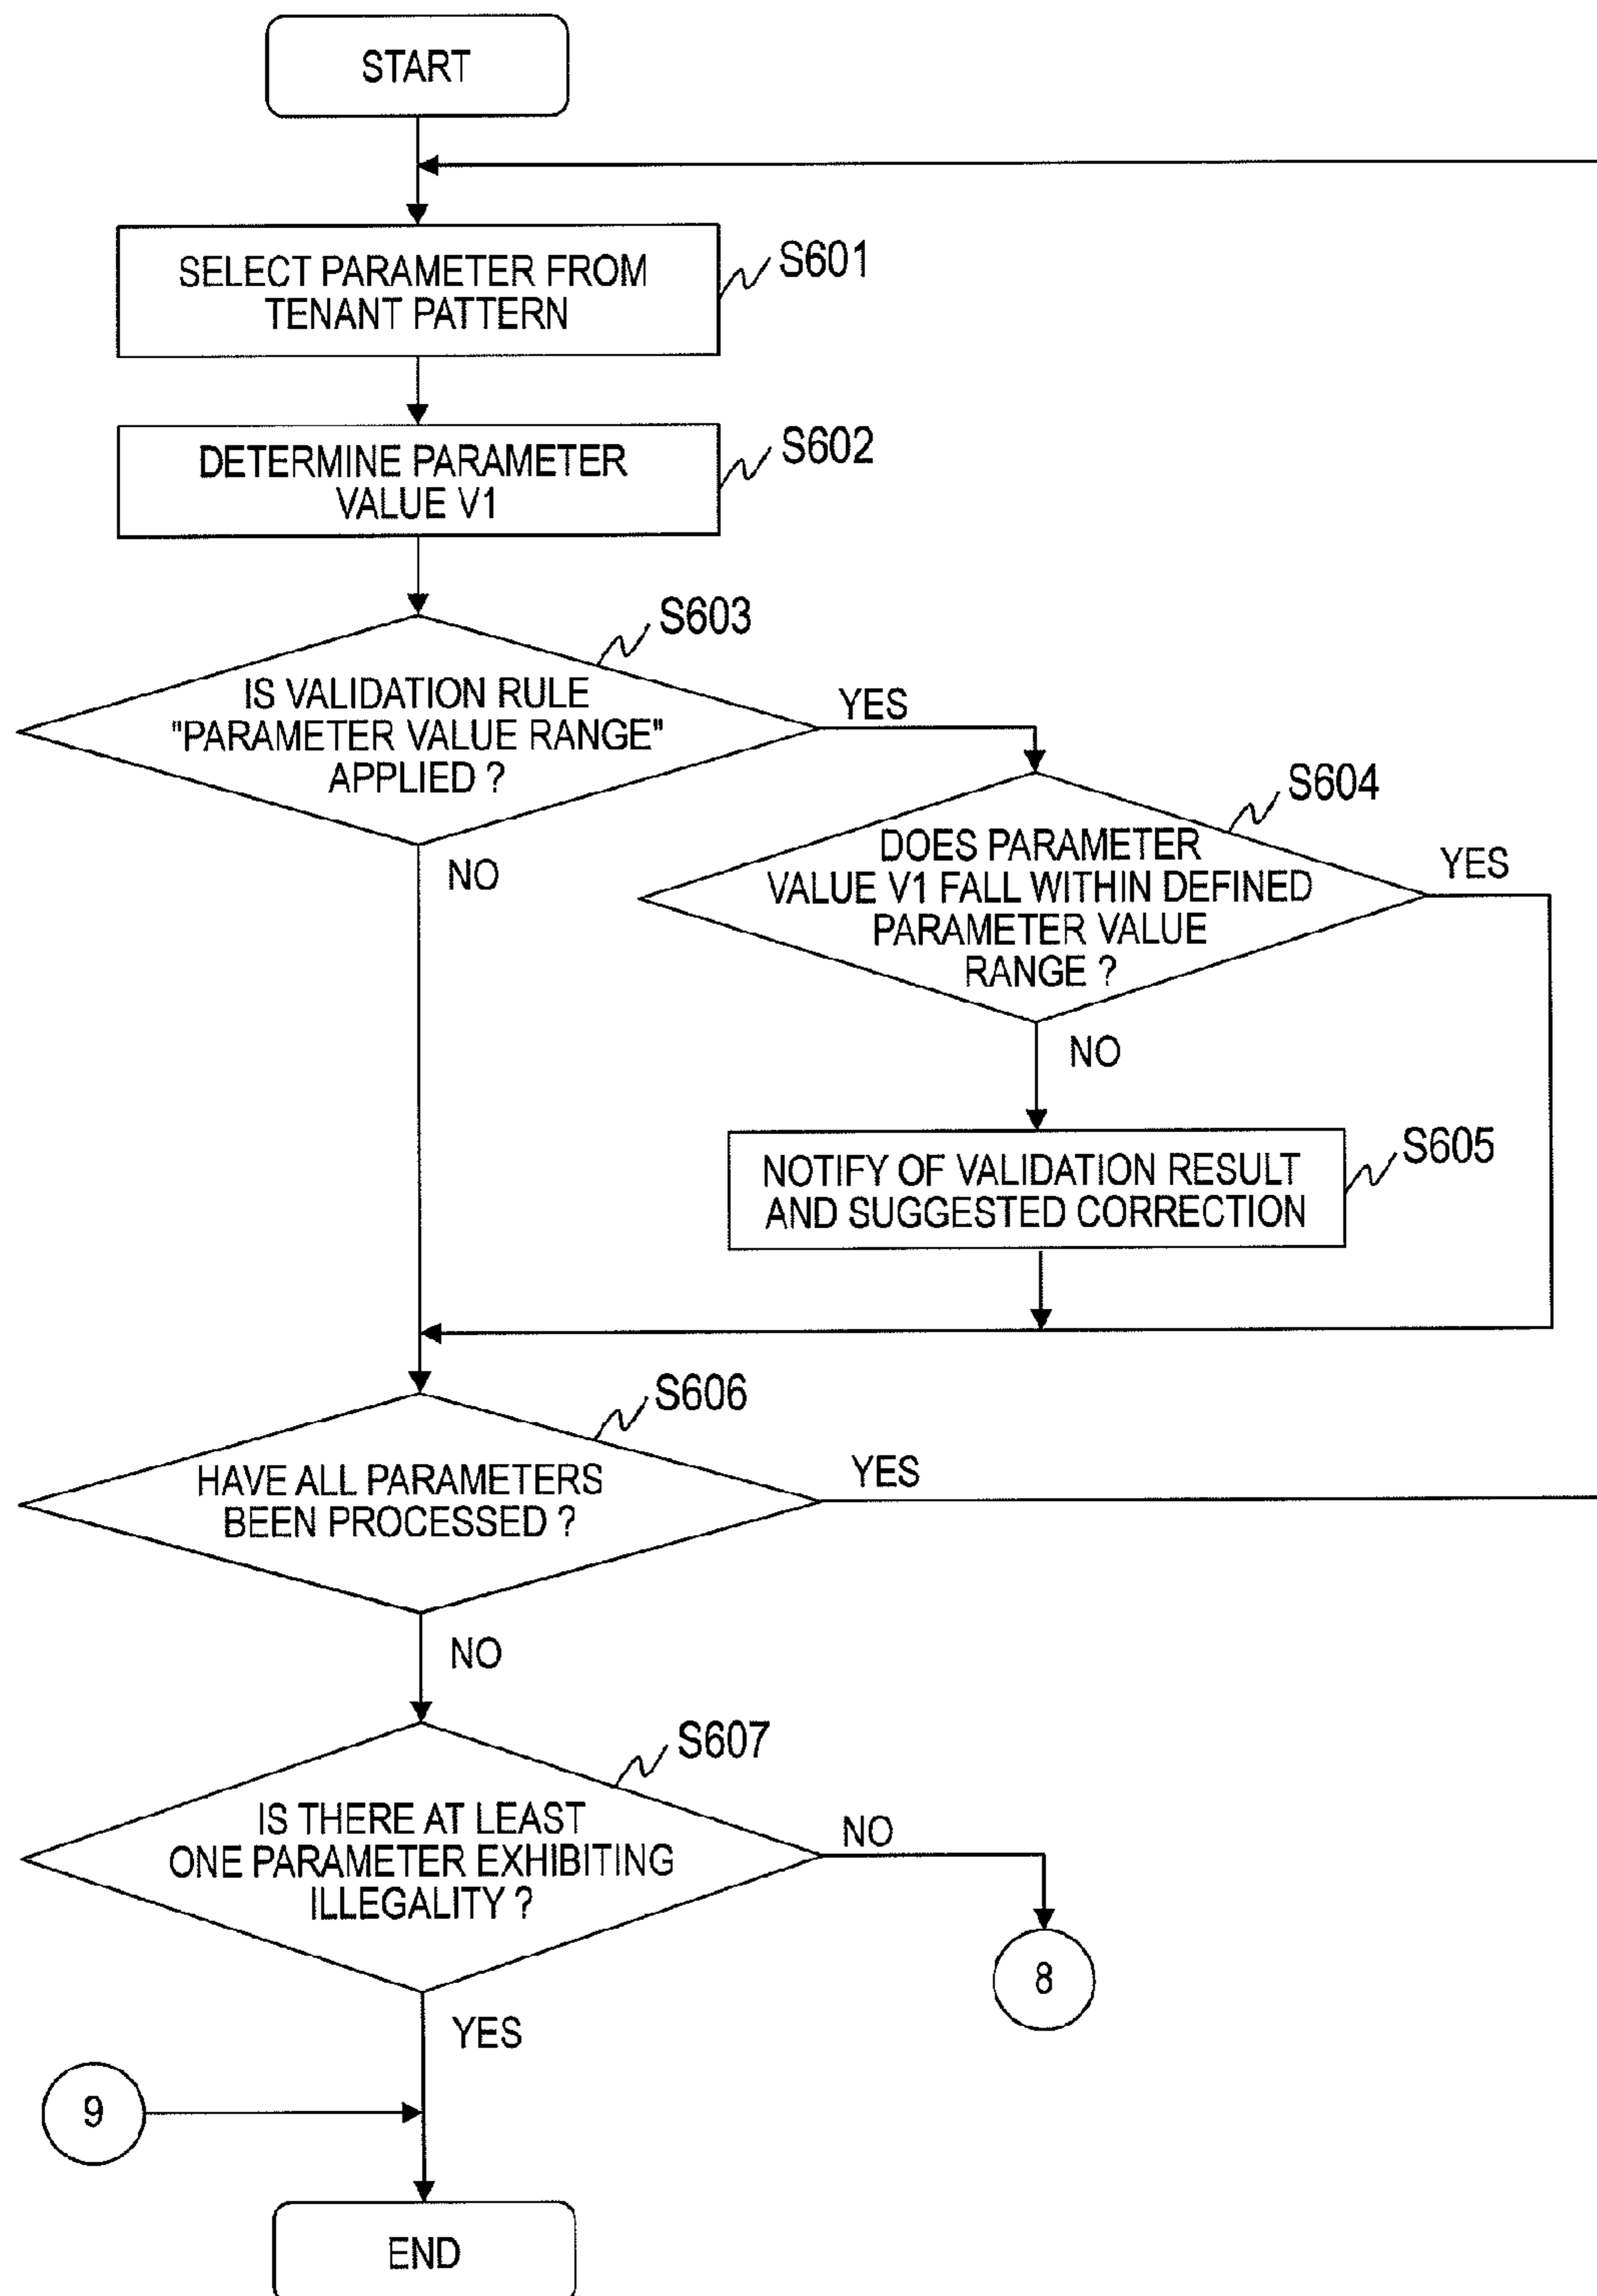 START
SELECT PARAMETER FROM
TENANT PATTERN
S601
DETERMINE PARAMETER
VALUE V1
S602
S603
IS VALIDATION RULE
"PARAMETER VALUE RANGE"
APPLIED ?
YES
NO
S604
DOES PARAMETER
VALUE V1 FALL WITHIN DEFINED
PARAMETER VALUE
RANGE ?
YES
NO
S605
NOTIFY OF VALIDATION RESULT
AND SUGGESTED CORRECTION
S606
HAVE ALL PARAMETERS
BEEN PROCESSED ?
YES
NO
S607
IS THERE AT LEAST
ONE PARAMETER EXHIBITING
ILLEGALITY ?
NO
8
YES
9
END